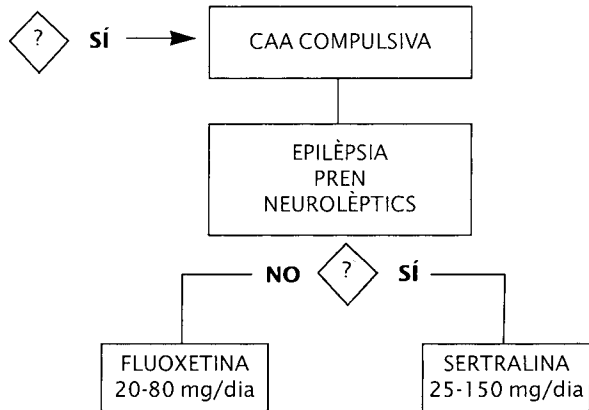 ? SÍ CAA COMPULSIVA
EPILÈPSIA
PREN
NEUROLÈPTICS
NO ? SÍ
FLUOXETINA
20-80 mg/dia
SERTRALINA
25-150 mg/dia